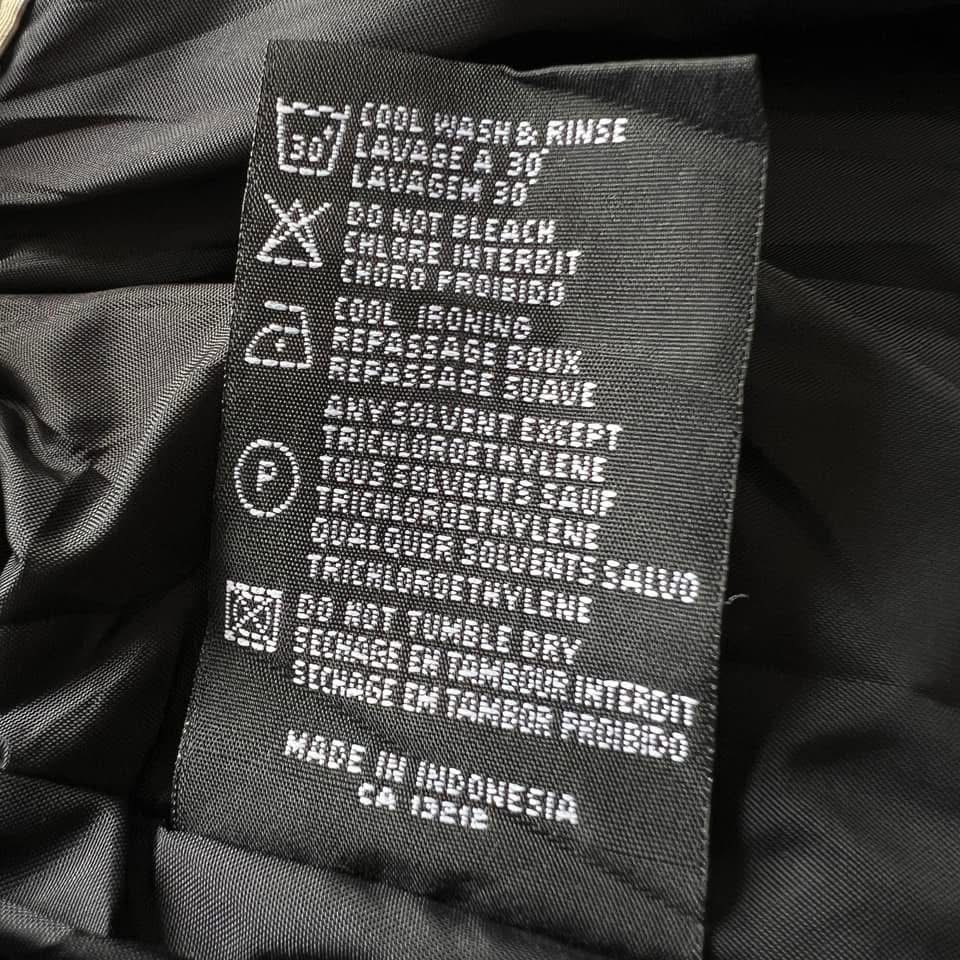 30°
COOL WASH & RINSE
LAVAGE A 30°
LAVAGEM 30°
DO NOT BLEACH
CHLORE INTERDIT
CHORO PROIBIDO
COOL IRONING
REPASSAGE DOUX
REPASSAGE SUAVE
P
ANY SOLVENT EXCEPT
TRICHLOROETHYLENE
TOUS SOLVENTS SAUF
TRICHLOROETHYLENE
QUALQUER SOLVENTS SALVO
TRICHLOROETHYLENE
DO NOT TUMBLE DRY
SECHAGE EN TAMBOUR INTERDIT
SECHAGE EM TAMBOR PROIBIDO
MADE IN INDONESIA
CA 13212